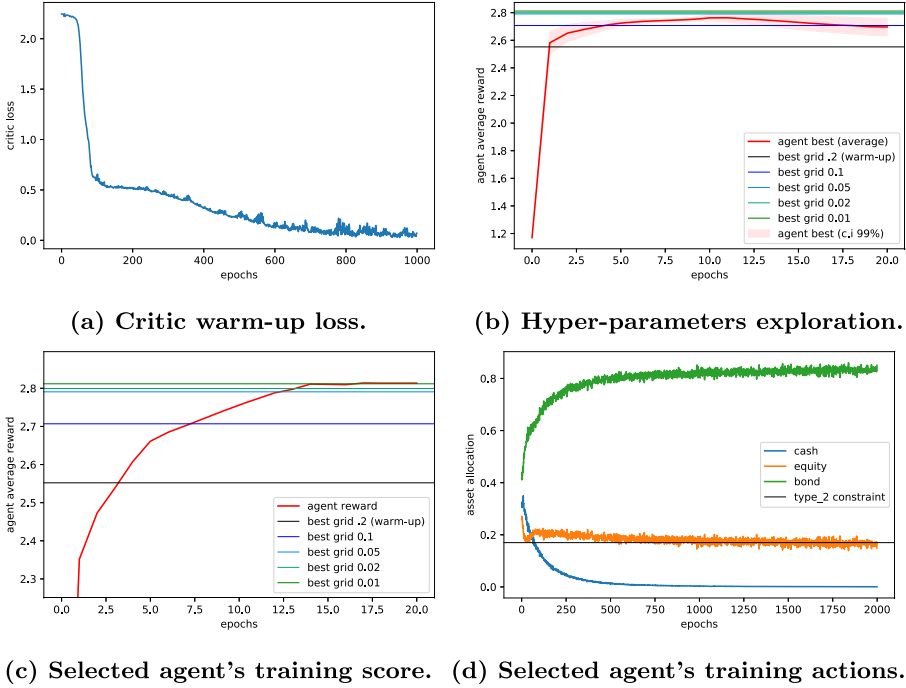 2.0
1.5
1.0
0.5
0.0
critic loss
0
200
400
600
800
1000
epochs
(a) Critic warm-up loss.
2.8
2.6
2.4
2.2
2.0
1.8
1.6
1.4
1.2
agent average reward
agent best (average)
best grid .2 (warm-up)
best grid 0.1
best grid 0.05
best grid 0.02
best grid 0.01
agent best (c.i 99%)
0.0
2.5
5.0
7.5
10.0
12.5
15.0
17.5
20.0
epochs
(b) Hyper-parameters exploration.
2.8
2.7
2.6
2.5
2.4
2.3
agent average reward
agent reward
best grid .2 (warm-up)
best grid 0.1
best grid 0.05
best grid 0.02
best grid 0.01
0.0
2.5
5.0
7.5
10.0
12.5
15.0
17.5
20.0
epochs
(c) Selected agent's training score.
0.8
0.6
0.4
0.2
0.0
asset allocation
cash
equity
bond
type_2 constraint
0
250
500
750
1000
1250
1500
1750
2000
epochs
(d) Selected agent's training actions.